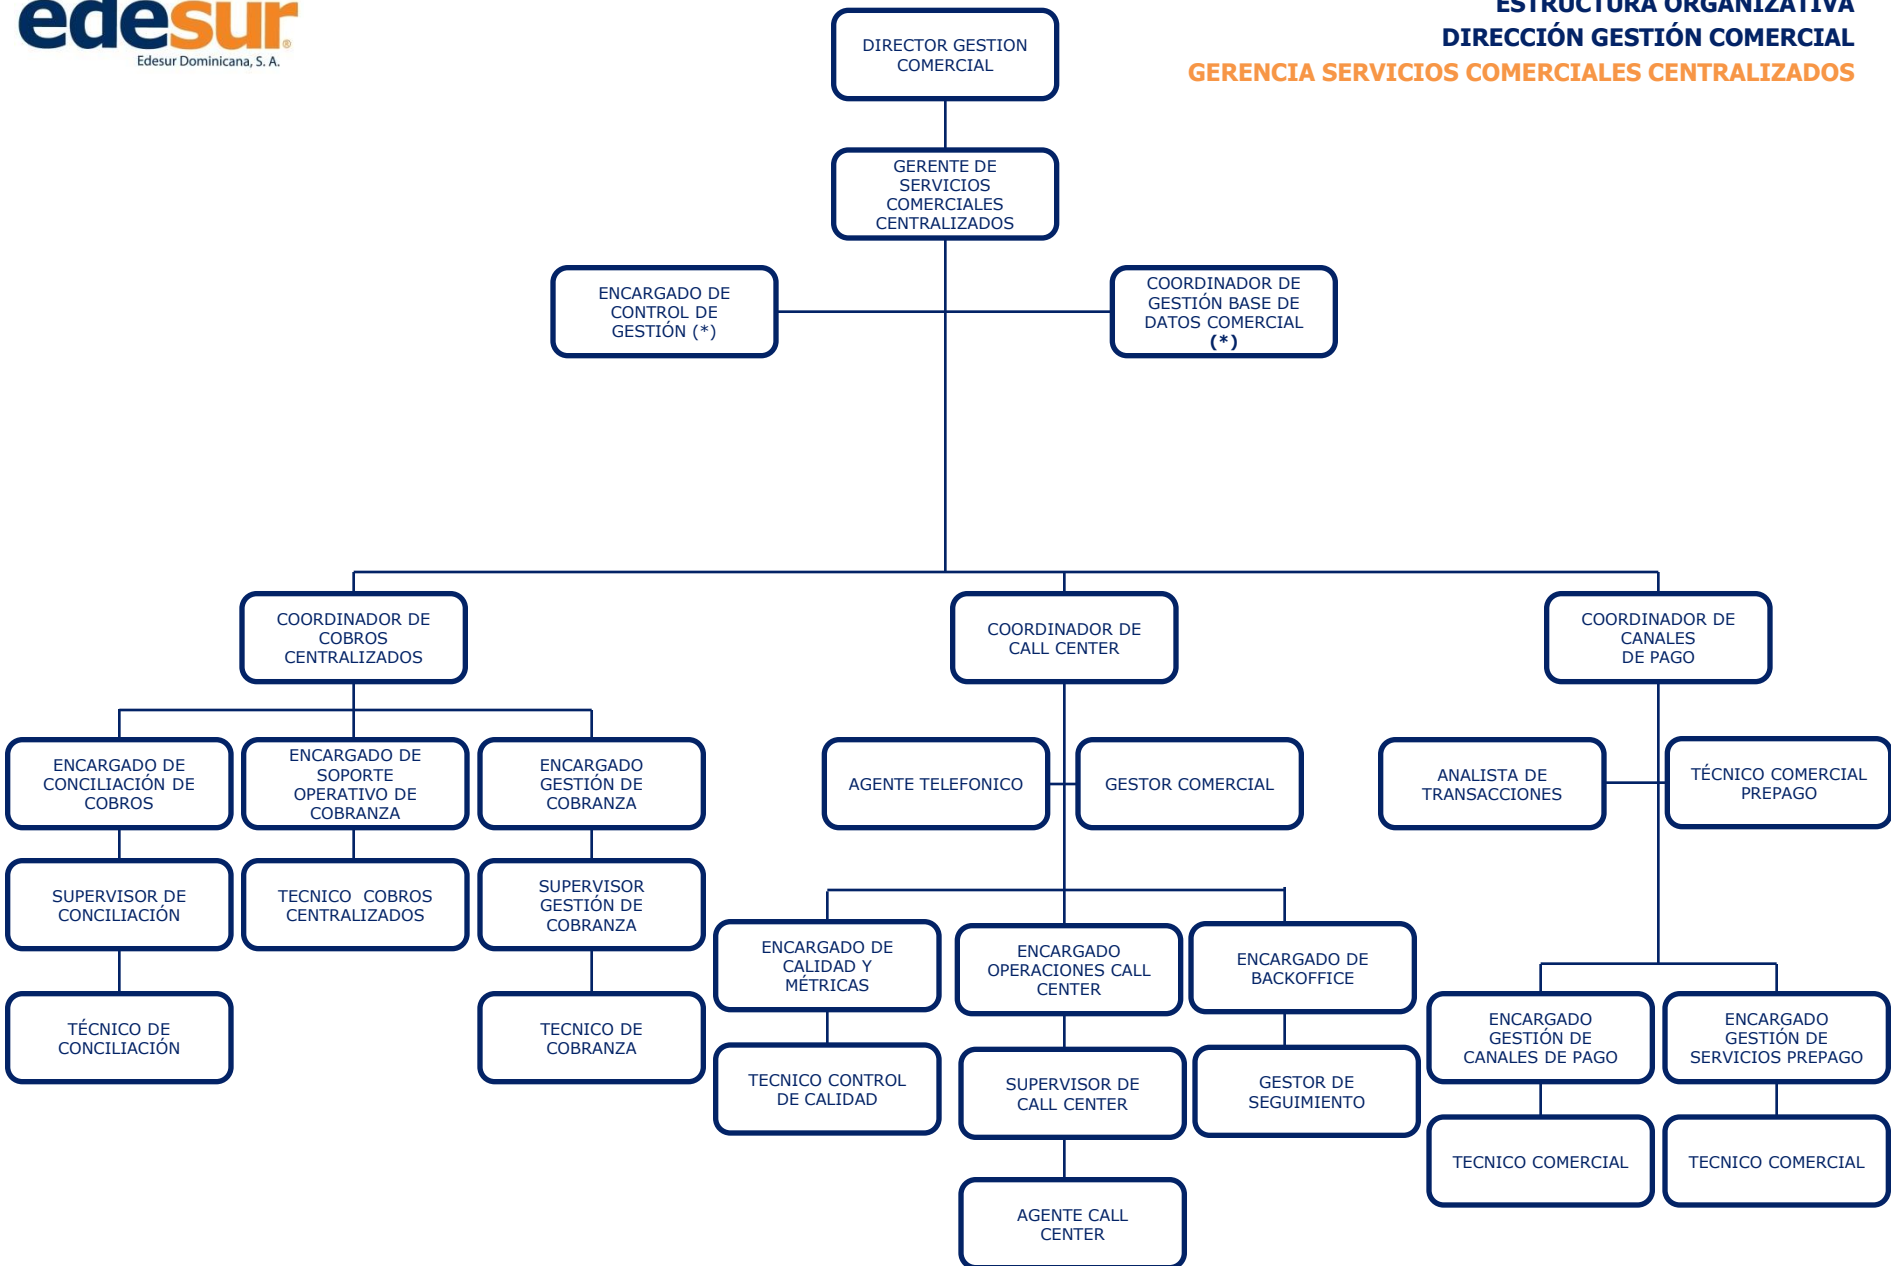 edesur
Edesur Dominicana, S. A.
ESTRUCTURA ORGANIZATIVA
DIRECCIÓN GESTIÓN COMERCIAL
GERENCIA SERVICIOS COMERCIALES CENTRALIZADOS
DIRECTOR GESTION
COMERCIAL
GERENTE DE
SERVICIOS
COMERCIALES
CENTRALIZADOS
ENCARGADO DE
CONTROL DE
GESTIÓN (*)
COORDINADOR DE
GESTIÓN BASE DE
DATOS COMERCIAL
(*)
COORDINADOR DE
COBROS
CENTRALIZADOS
COORDINADOR DE
CALL CENTER
COORDINADOR DE
CANALES
DE PAGO
ENCARGADO DE
CONCILIACIÓN DE
COBROS
ENCARGADO DE
SOPORTE
OPERATIVO DE
COBRANZA
ENCARGADO
GESTIÓN DE
COBRANZA
AGENTE TELEFONICO
GESTOR COMERCIAL
ANALISTA DE
TRANSACCIONES
TÉCNICO COMERCIAL
PREPAGO
SUPERVISOR DE
CONCILIACIÓN
TECNICO  COBROS
CENTRALIZADOS
SUPERVISOR
GESTIÓN DE
COBRANZA
ENCARGADO DE
CALIDAD Y
MÉTRICAS
ENCARGADO
OPERACIONES CALL
CENTER
ENCARGADO DE
BACKOFFICE
TÉCNICO DE
CONCILIACIÓN
TECNICO DE
COBRANZA
ENCARGADO
GESTIÓN DE
CANALES DE PAGO
ENCARGADO
GESTIÓN DE
SERVICIOS PREPAGO
TECNICO CONTROL
DE CALIDAD
SUPERVISOR DE
CALL CENTER
GESTOR DE
SEGUIMIENTO
TECNICO COMERCIAL
TECNICO COMERCIAL
AGENTE CALL
CENTER